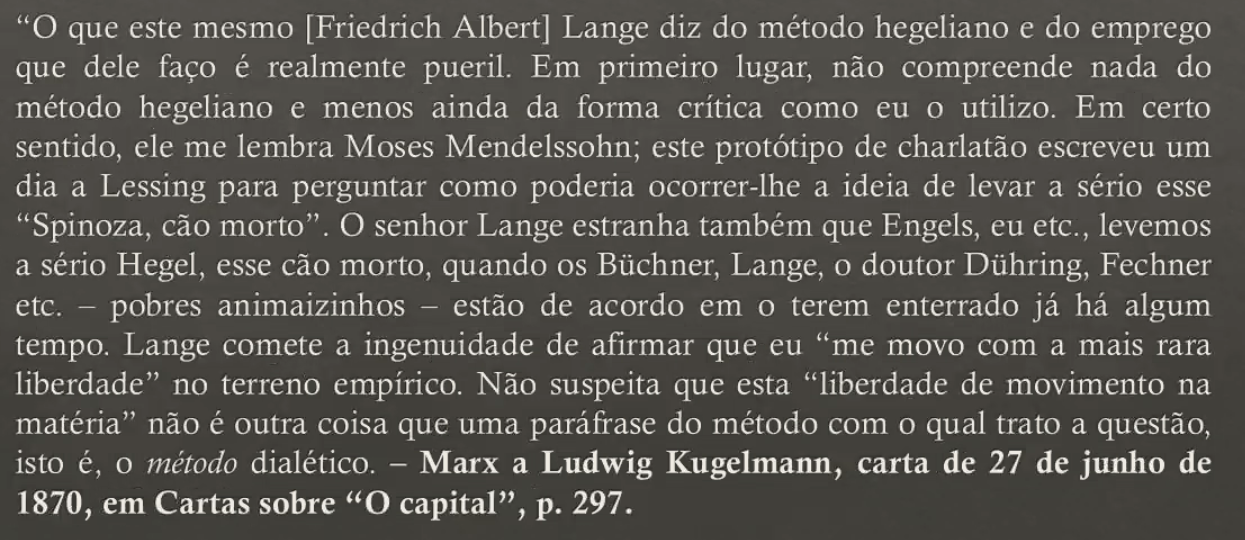 “O que este mesmo [Friedrich Albert] Lange diz do método hegeliano e do emprego
que dele faço é realmente pueril. Em primeiro lugar, não compreende nada do
método hegeliano e menos ainda da forma crítica como eu o utilizo. Em certo
sentido, ele me lembra Moses Mendelssohn; este protótipo de charlatão escreveu um
dia a Lessing para perguntar como poderia ocorrer-lhe a ideia de levar a sério esse
“Spinoza, cão morto”. O senhor Lange estranha também que Engels, eu etc., levemos
a sério Hegel, esse cão morto, quando os Büchner, Lange, o doutor Dühring, Fechner
etc. – pobres animaizinhos – estão de acordo em o terem enterrado já há algum
tempo. Lange comete a ingenuidade de afirmar que eu “me movo com a mais rara
liberdade” no terreno empírico. Não suspeita que esta “liberdade de movimento na
matéria” não é outra coisa que uma paráfrase do método com o qual trato a questão,
isto é, o método dialético. – Marx a Ludwig Kugelmann, carta de 27 de junho de
1870, em Cartas sobre “O capital”, p. 297.